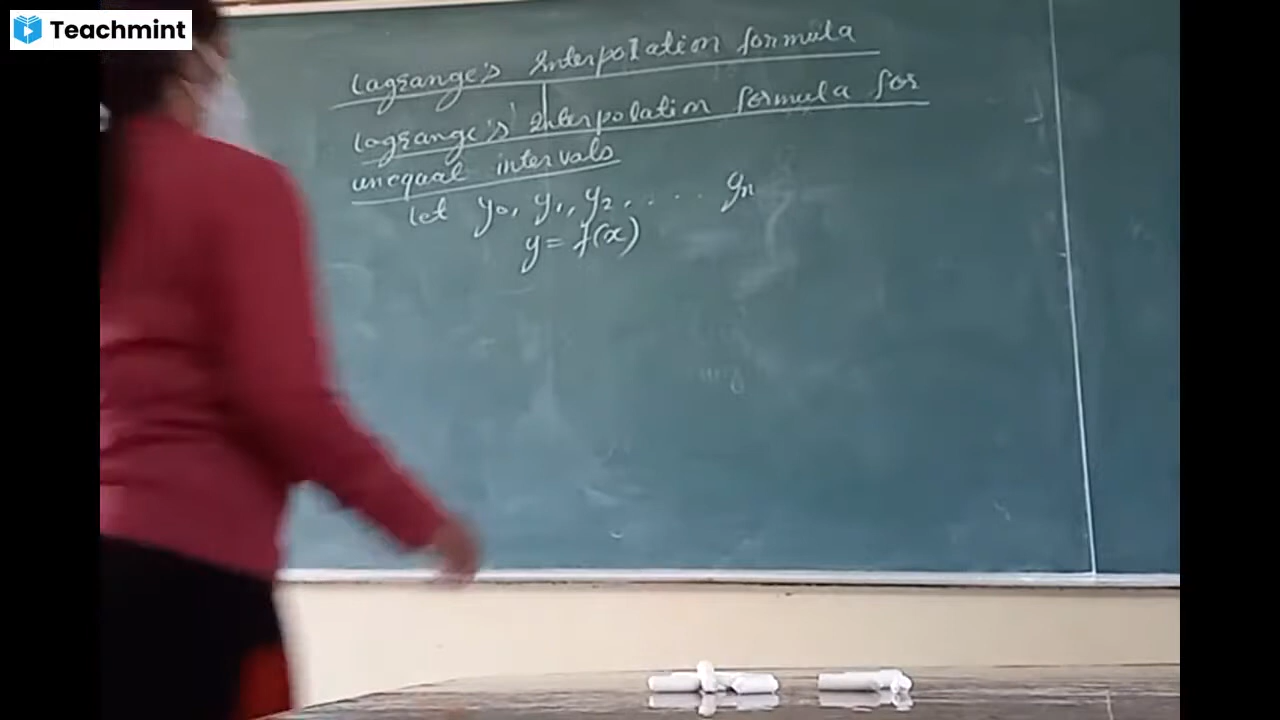 Teachmint
Lagrange's Interpolation formula
Lagrange's Interpolation formula for
unequal intervals
Let y₀, y₁, y₂, . . . . yₙ
y = f(x)